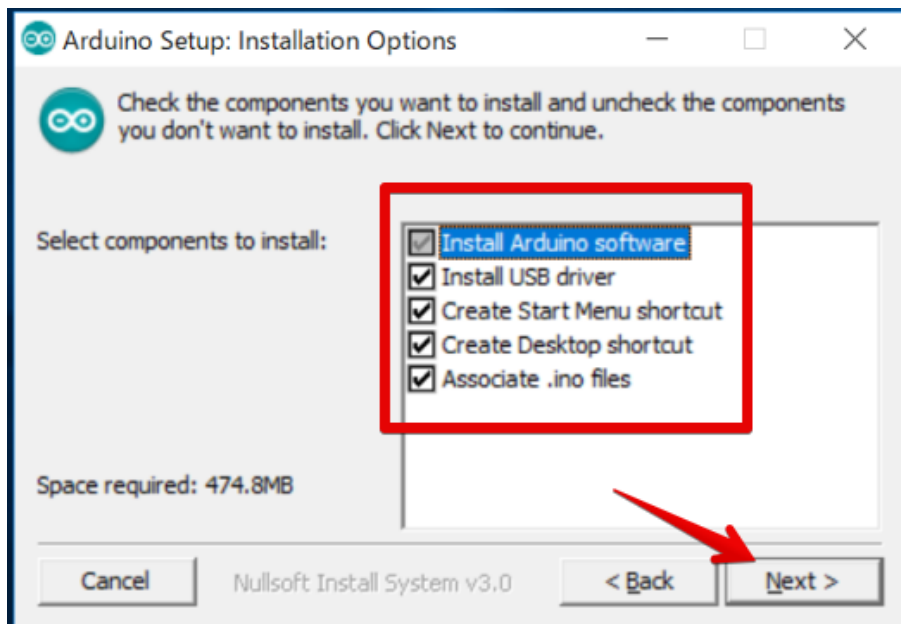 Arduino Setup: Installation Options
Check the components you want to install and uncheck the components
you don't want to install. Click Next to continue.
Select components to install:
Install Arduino software
Install USB driver
Create Start Menu shortcut
Create Desktop shortcut
Associate .ino files
Space required: 474.8MB
Cancel
Nullsoft Install System v3.0
< Back
Next >